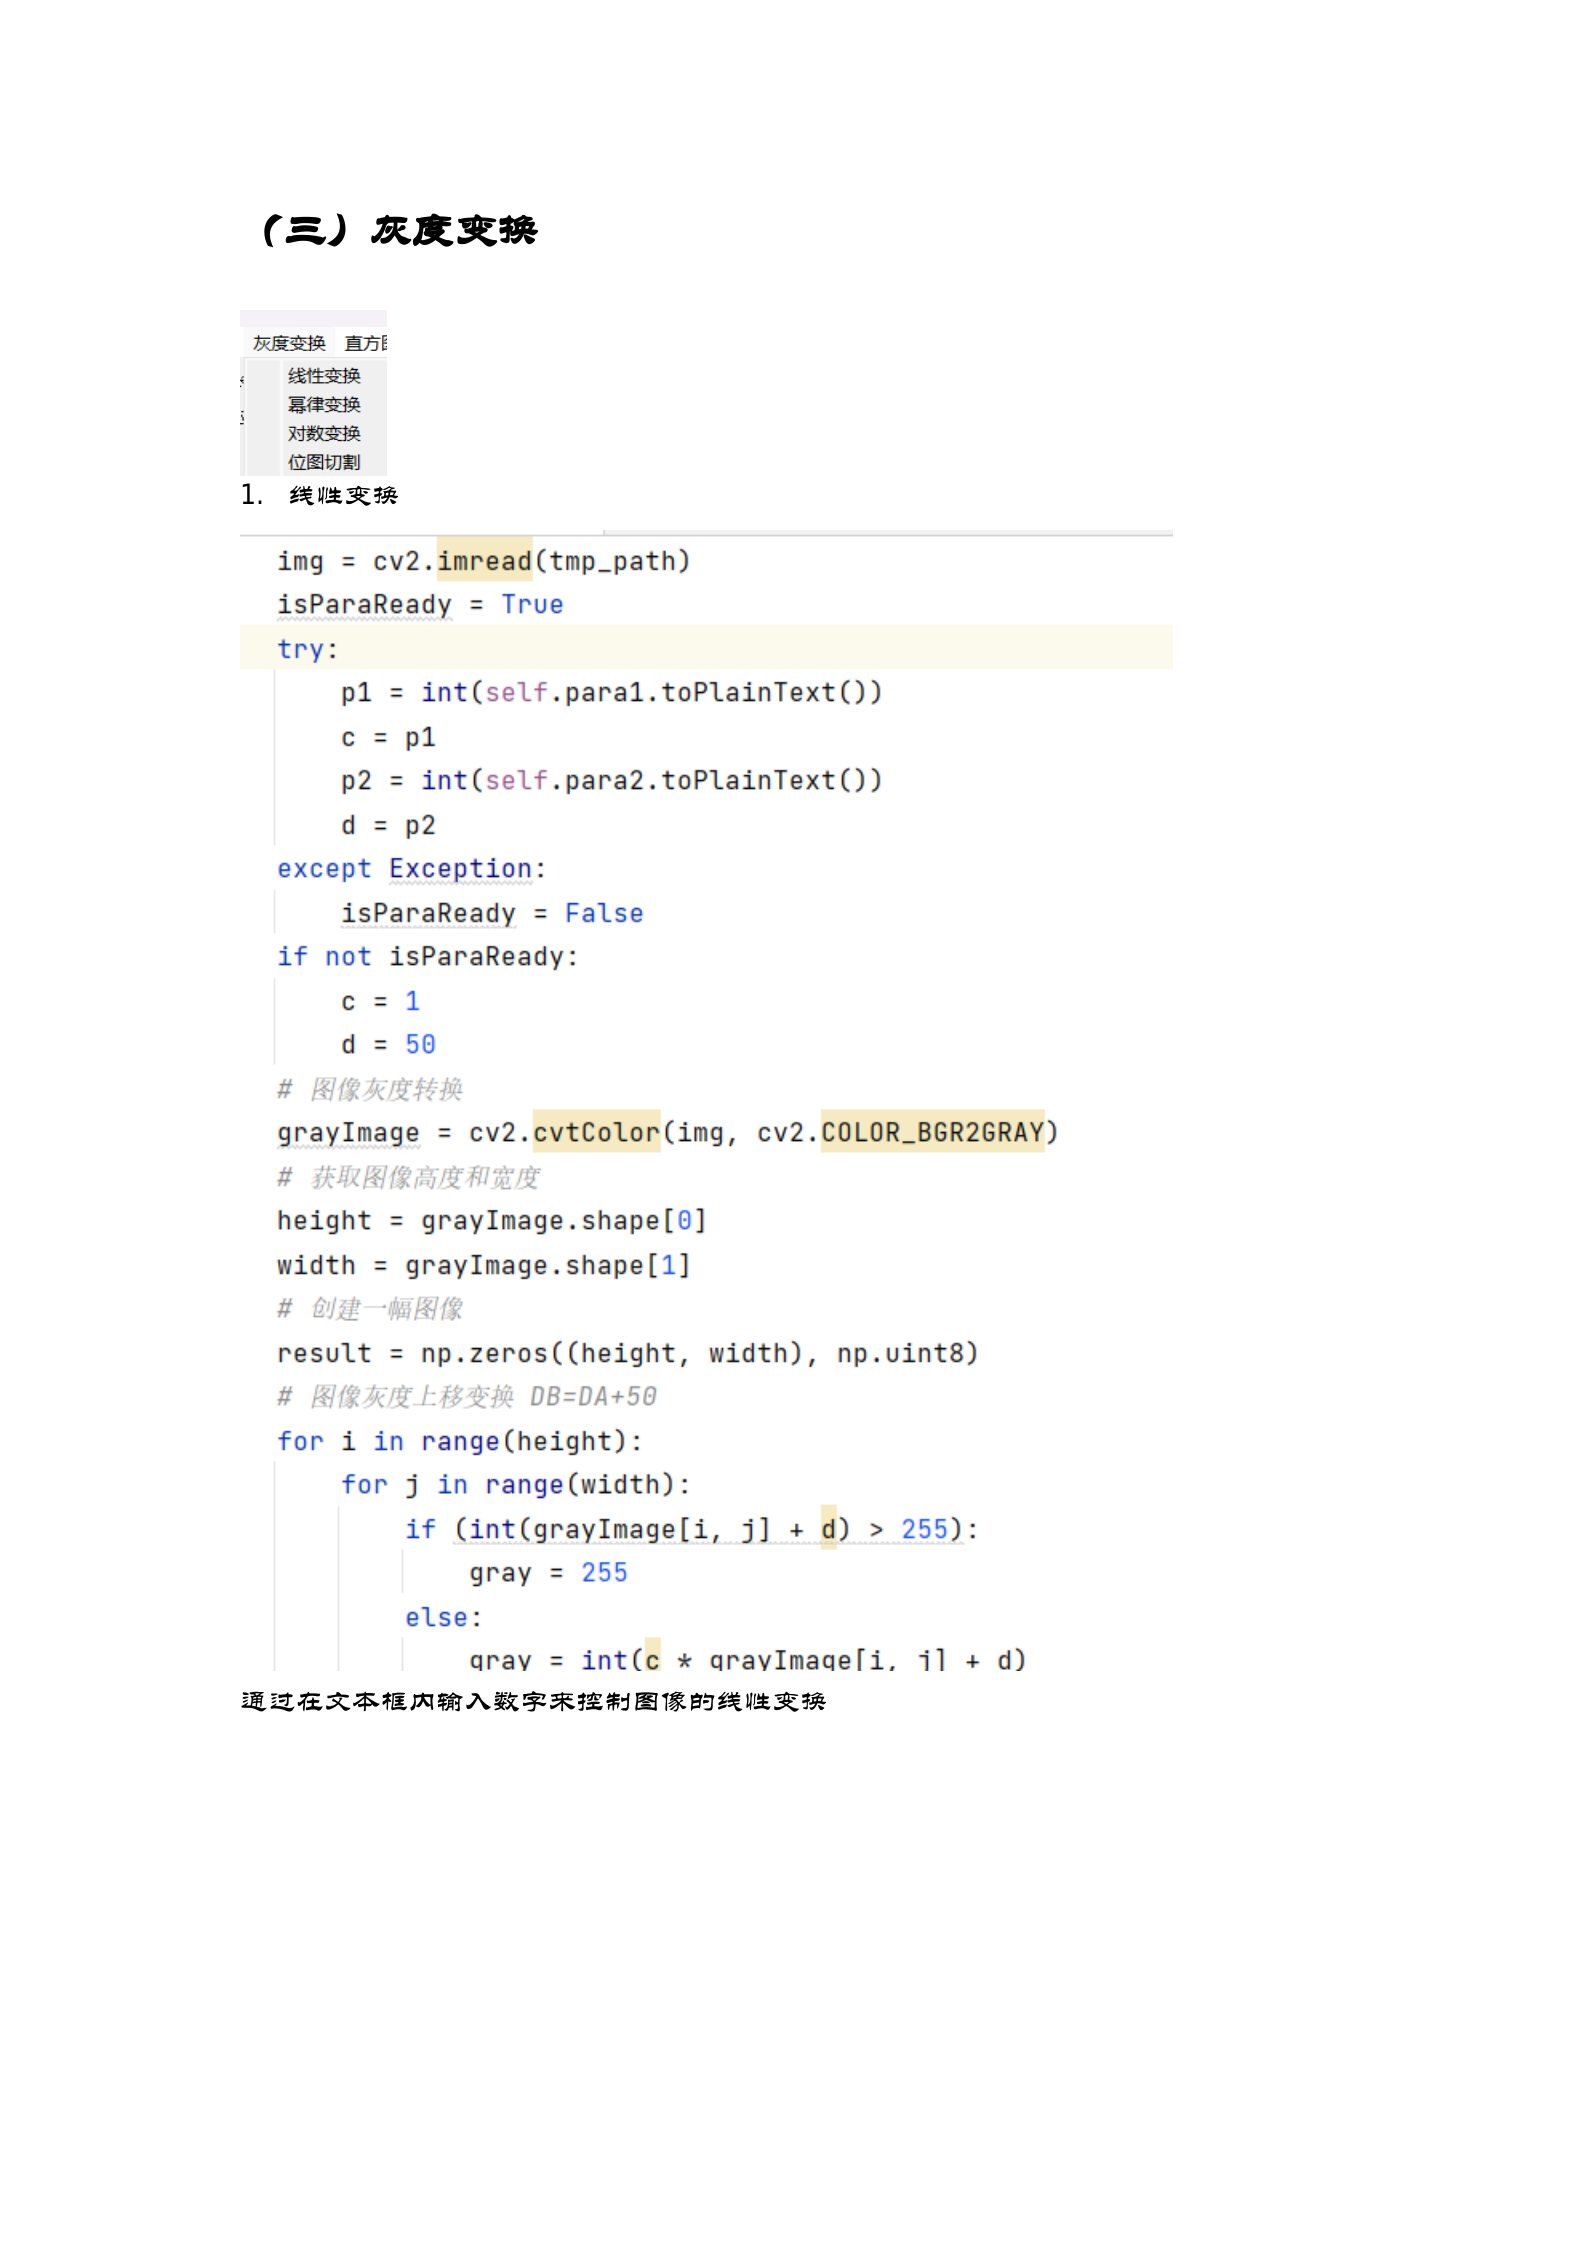 （三）灰度变换
灰度变换 直方
线性变换
幂律变换
对数变换
位图切割
1. 线性变换
img = cv2.imread(tmp_path)
isParaReady = True
try:
p1 = int(self.para1.toPlainText())
c = p1
p2 = int(self.para2.toPlainText())
d = p2
except Exception:
isParaReady = False
if not isParaReady:
c = 1
d = 50
# 图像灰度转换
grayImage = cv2.cvtColor(img, cv2.COLOR_BGR2GRAY)
# 获取图像高度和宽度
height = grayImage.shape[0]
width = grayImage.shape[1]
# 创建一幅图像
result = np.zeros((height, width), np.uint8)
# 图像灰度上移变换 DB=DA+50
for i in range(height):
for j in range(width):
if (int(grayImage[i, j] + d) > 255):
gray = 255
else:
gray = int(c * grayImage[i, j] + d)
通过在文本框内输入数字来控制图像的线性变换